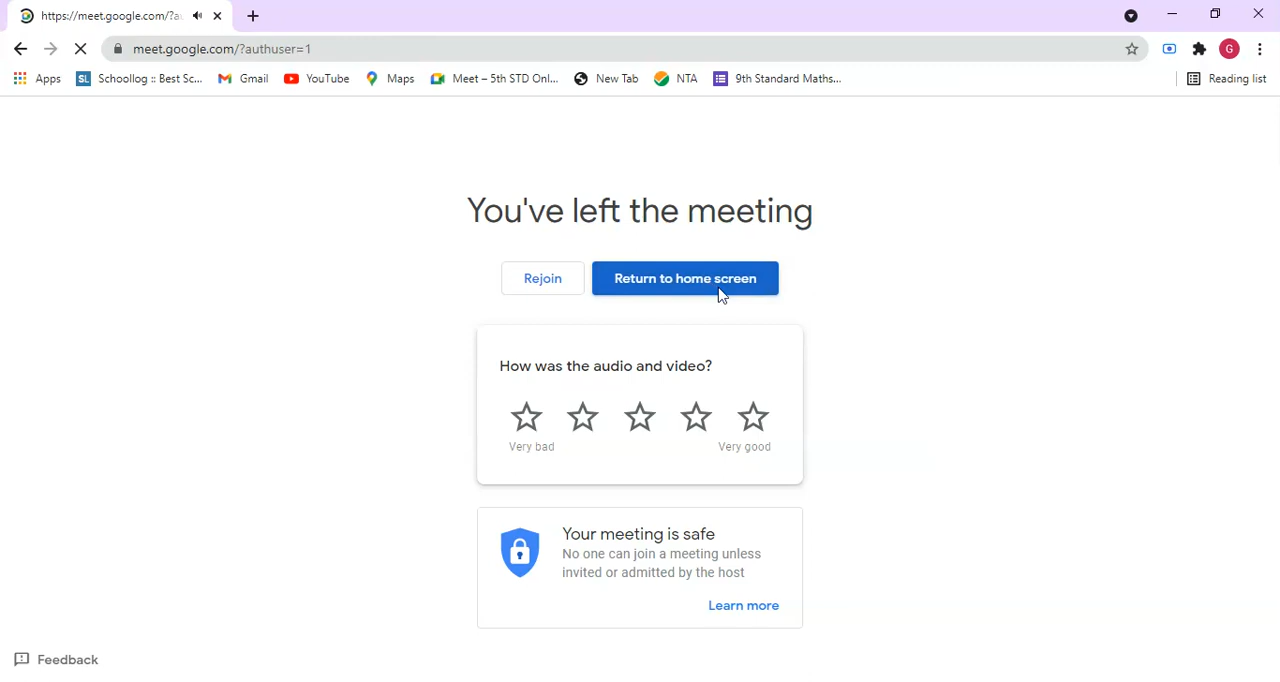 https://meet.google.com/?a
meet.google.com/?authuser=1
G
Apps SL Schoollog :: Best Sc... Gmail YouTube Maps Meet – 5th STD Onl... New Tab NTA 9th Standard Maths... Reading list
You've left the meeting
Rejoin Return to home screen
How was the audio and video?
Very bad Very good
Your meeting is safe
No one can join a meeting unless
invited or admitted by the host
Learn more
Feedback